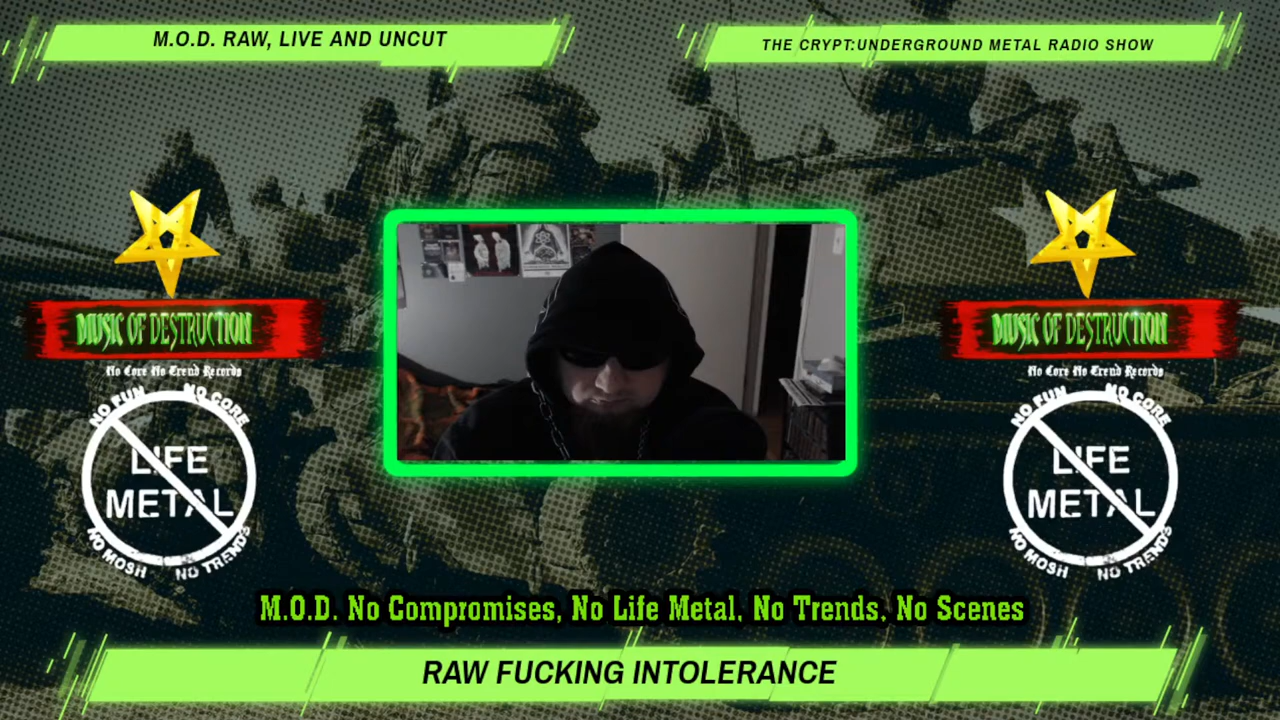 M.O.D. RAW, LIVE AND UNCUT
THE CRYPT:UNDERGROUND METAL RADIO SHOW
MUSIC OF DESTRUCTION
No Core No Trend Records
NO FUN NO CORE
LIFE
METAL
NO MOSH NO TRENDS
MUSIC OF DESTRUCTION
No Core No Trend Records
NO FUN NO CORE
LIFE
METAL
NO MOSH NO TRENDS
M.O.D. No Compromises, No Life Metal, No Trends, No Scenes
RAW FUCKING INTOLERANCE